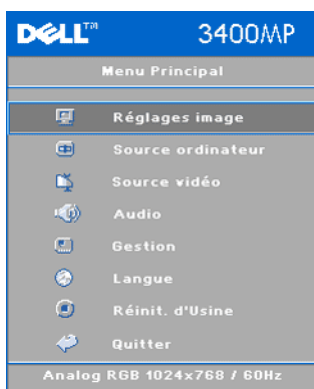 DELL™ 3400MP
Menu Principal
Réglages image
Source ordinateur
Source vidéo
Audio
Gestion
Langue
Réinit. d'Usine
Quitter
Analog RGB 1024x768 / 60Hz